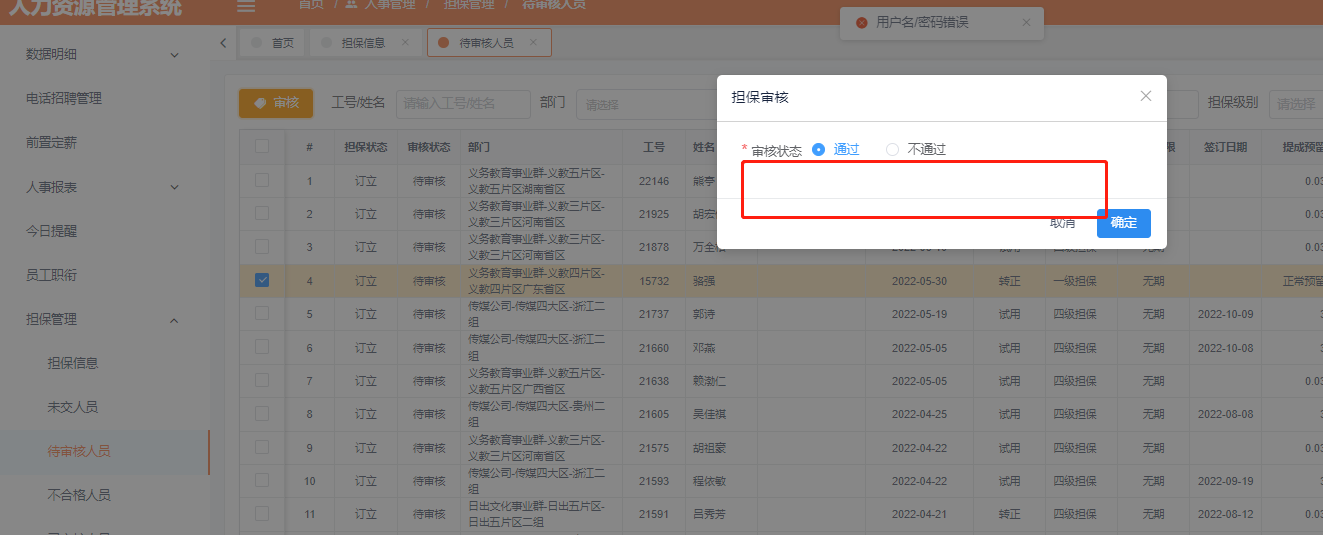 人力资源管理系统
首页 / 人事管理 / 担保管理 / 待审核人员
用户名/密码错误
数据明细
电话招聘管理
前置定薪
人事报表
今日提醒
员工职衔
担保管理
担保信息
未交人员
待审核人员
不合格人员
首页
担保信息
待审核人员
审核
工号/姓名
请输入工号/姓名
部门
请选择
担保级别
请选择
担保审核
* 审核状态 通过 不通过
取消 确定
# 担保状态 审核状态 部门 工号 姓名 限 签订日期 提成预留
1 订立 待审核 义务教育事业群-义教五片区-
义教五片区湖南省区 22146 熊亭 0.03
2 订立 待审核 义务教育事业群-义教三片区-
义教三片区河南省区 21925 胡宏
3 订立 待审核 义务教育事业群-义教三片区-
义教三片区河南省区 21878 试用 四级担保 无期 0.03
4 订立 待审核 义务教育事业群-义教四片区-
义教四片区广东省区 15732 骆强 2022-05-30 转正 一级担保 无期 正常预留
5 订立 待审核 传媒公司-传媒四大区-浙江二
组 21737 郭诗 2022-05-19 试用 四级担保 无期 2022-10-09
6 订立 待审核 传媒公司-传媒四大区-浙江二
组 21660 邓燕 2022-05-05 试用 四级担保 无期 2022-10-08
7 订立 待审核 义务教育事业群-义教五片区-
义教五片区广西省区 21638 赖渤仁 2022-05-05 试用 四级担保 无期 0.03
8 订立 待审核 传媒公司-传媒四大区-贵州二
组 21605 吴佳祺 2022-04-25 试用 四级担保 无期 2022-08-08
9 订立 待审核 义务教育事业群-义教三片区-
义教三片区河南省区 21575 胡祖豪 2022-04-22 试用 四级担保 无期 0.03
10 订立 待审核 传媒公司-传媒四大区-浙江二
组 21593 程依敏 2022-04-22 试用 四级担保 无期 2022-09-19
11 订立 待审核 日出文化事业群-日出五片区-
日出五片区二组 21591 吕秀芳 2022-04-21 转正 四级担保 无期 2022-08-12 0.03